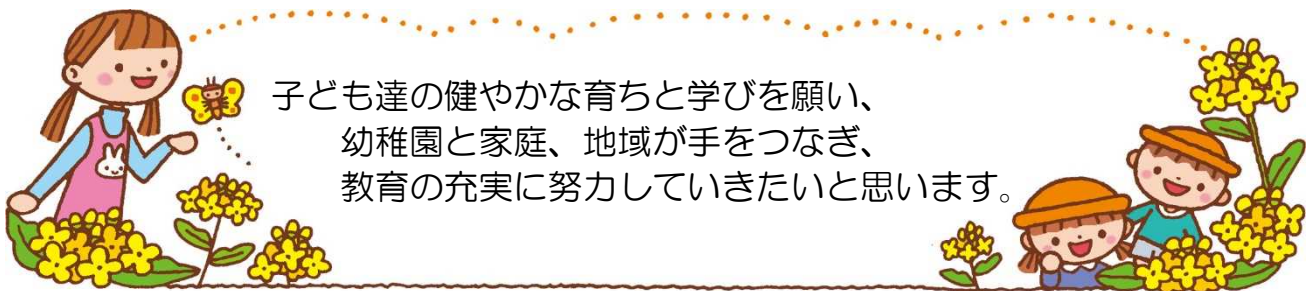 子ども達の健やかな育ちと学びを願い、
幼稚園と家庭、地域が手をつなぎ、
教育の充実に努力していきたいと思います。